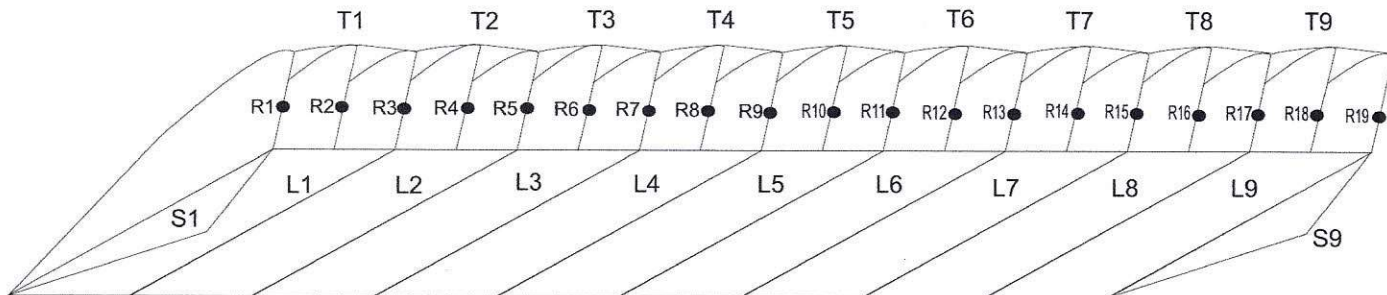 T1 T2 T3 T4 T5 T6 T7 T8 T9
R1 R2 R3 R4 R5 R6 R7 R8 R9 R10 R11 R12 R13 R14 R15 R16 R17 R18 R19
L1 L2 L3 L4 L5 L6 L7 L8 L9
S1 S9